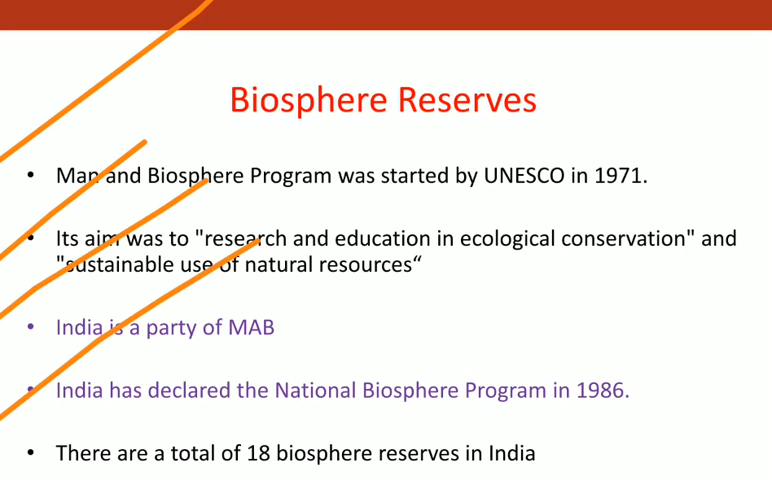 Biosphere Reserves
• Man and Biosphere Program was started by UNESCO in 1971.
• Its aim was to "research and education in ecological conservation" and
"sustainable use of natural resources“
• India is a party of MAB
• India has declared the National Biosphere Program in 1986.
• There are a total of 18 biosphere reserves in India